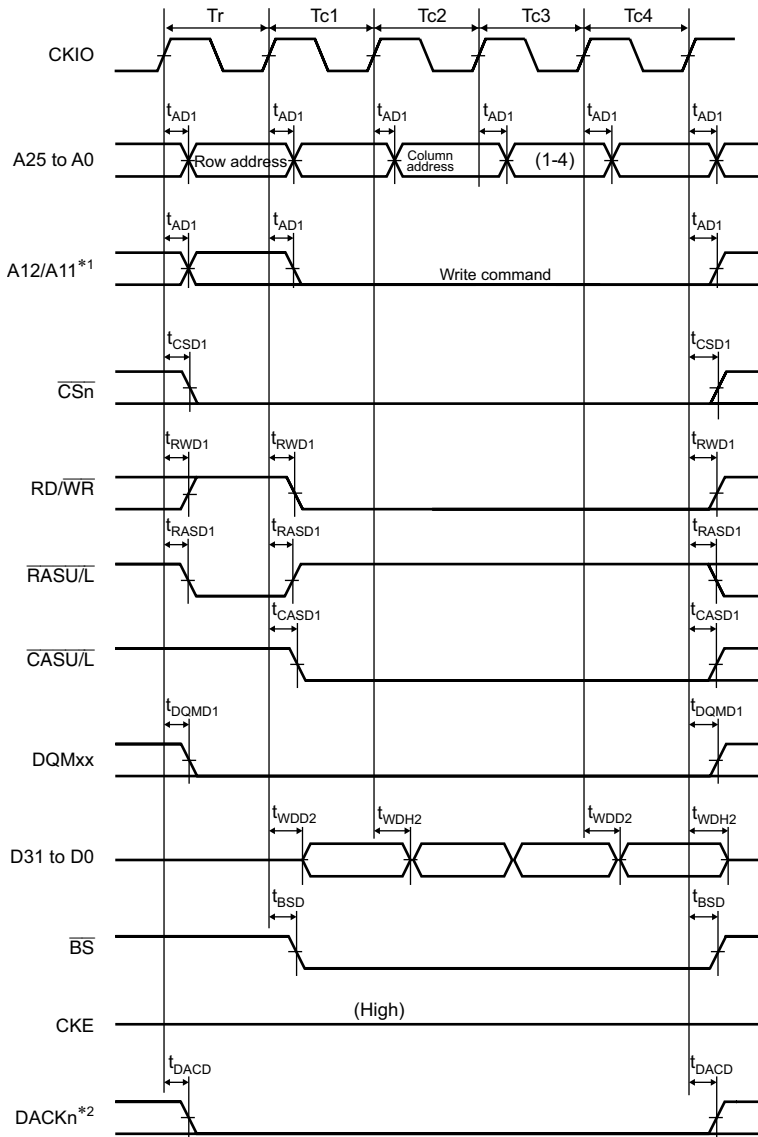 Tr Tc1 Tc2 Tc3 Tc4
CKIO
tAD1 tAD1 tAD1 tAD1 tAD1 tAD1
A25 to A0 Row address Column address (1-4)
tAD1 tAD1 tAD1
A12/A11*1 Write command
tCSD1 tCSD1
CSn
tRWD1 tRWD1 tRWD1
RD/WR
tRASD1 tRASD1 tRASD1
RASU/L
tCASD1 tCASD1
CASU/L
tDQMD1 tDQMD1
DQMxx
tWDD2 tWDH2 tWDD2 tWDH2
D31 to D0
tBSD tBSD
BS
(High)
CKE
tDACD tDACD
DACKn*2